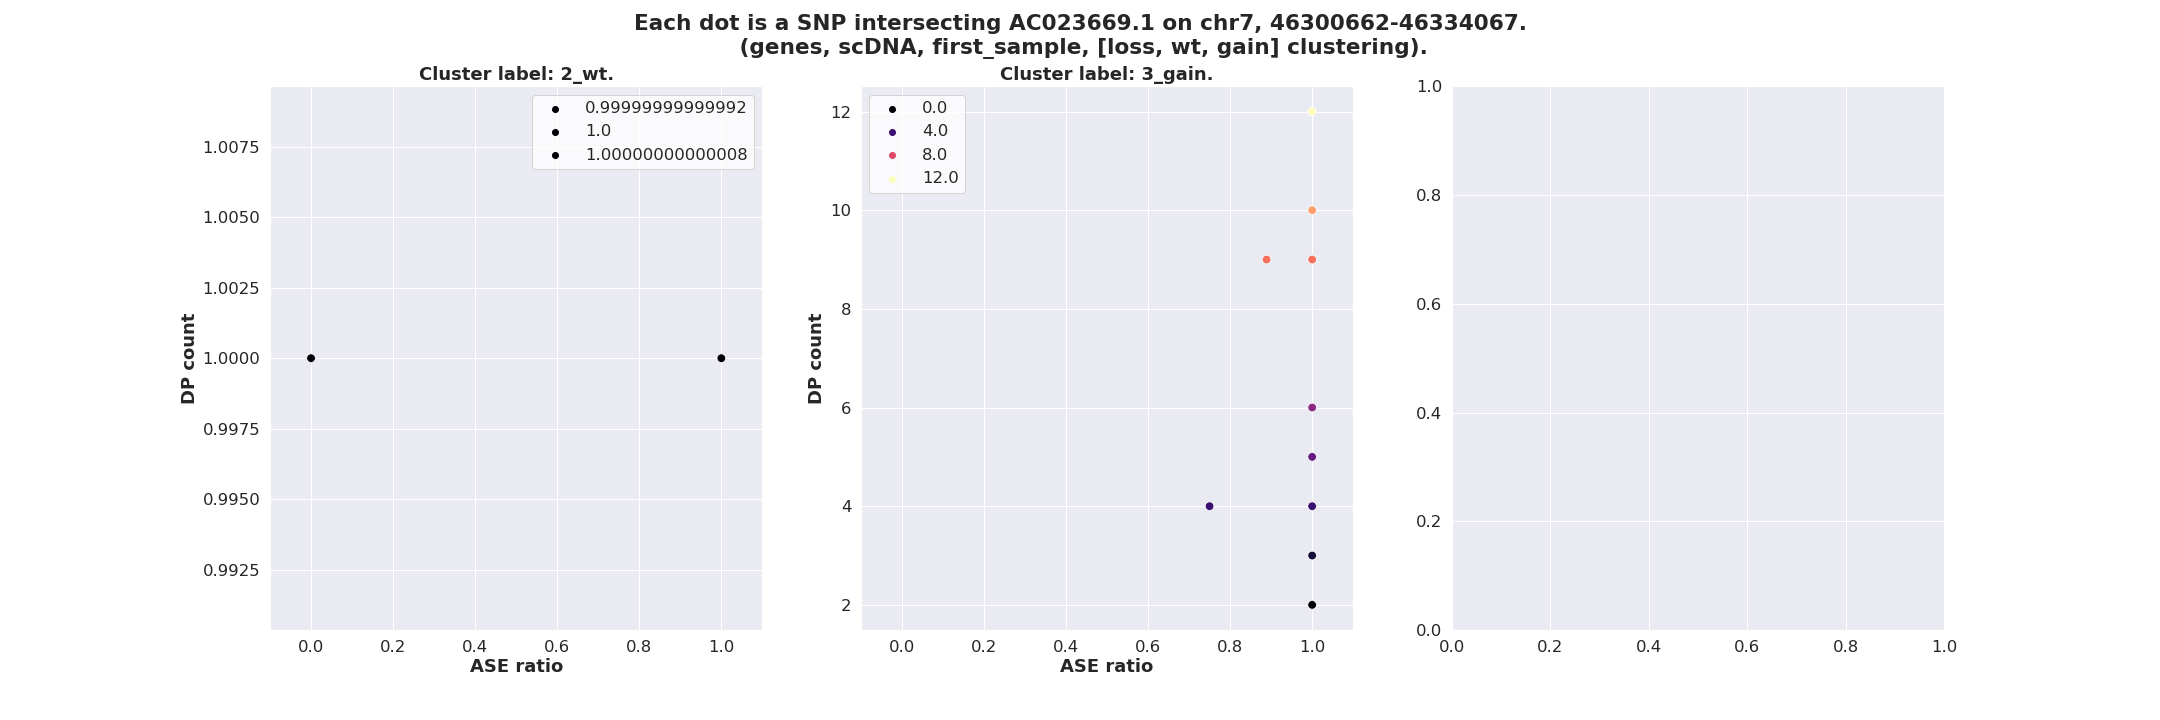 Each dot is a SNP intersecting AC023669.1 on chr7, 46300662-46334067.
(genes, scDNA, first_sample, [loss, wt, gain] clustering).
Cluster label: 2_wt.
0.99999999999992
1.0
1.00000000000008
DP count
1.0075
1.0050
1.0025
1.0000
0.9975
0.9950
0.9925
0.0 0.2 0.4 0.6 0.8 1.0
ASE ratio
Cluster label: 3_gain.
0.0
4.0
8.0
12.0
DP count
12
10
8
6
4
2
0.0 0.2 0.4 0.6 0.8 1.0
ASE ratio
1.0
0.8
0.6
0.4
0.2
0.0
0.0 0.2 0.4 0.6 0.8 1.0